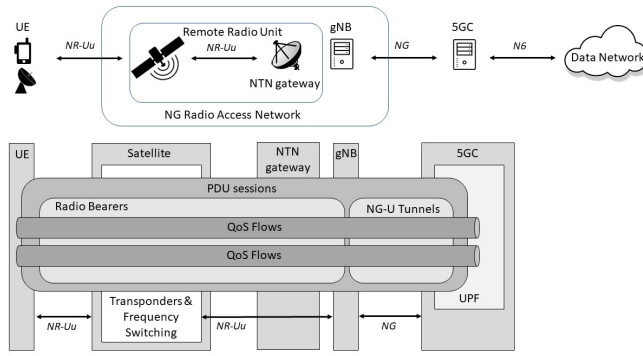 UE
Remote Radio Unit
gNB
5GC
NR-Uu
NR-Uu
NG
N6
Data Network
NTN gateway
NG Radio Access Network
UE
Satellite
NTN
gateway
gNB
5GC
PDU sessions
Radio Bearers
NG-U Tunnels
QoS Flows
QoS Flows
Transponders &
Frequency
Switching
UPF
NR-Uu
NR-Uu
NG